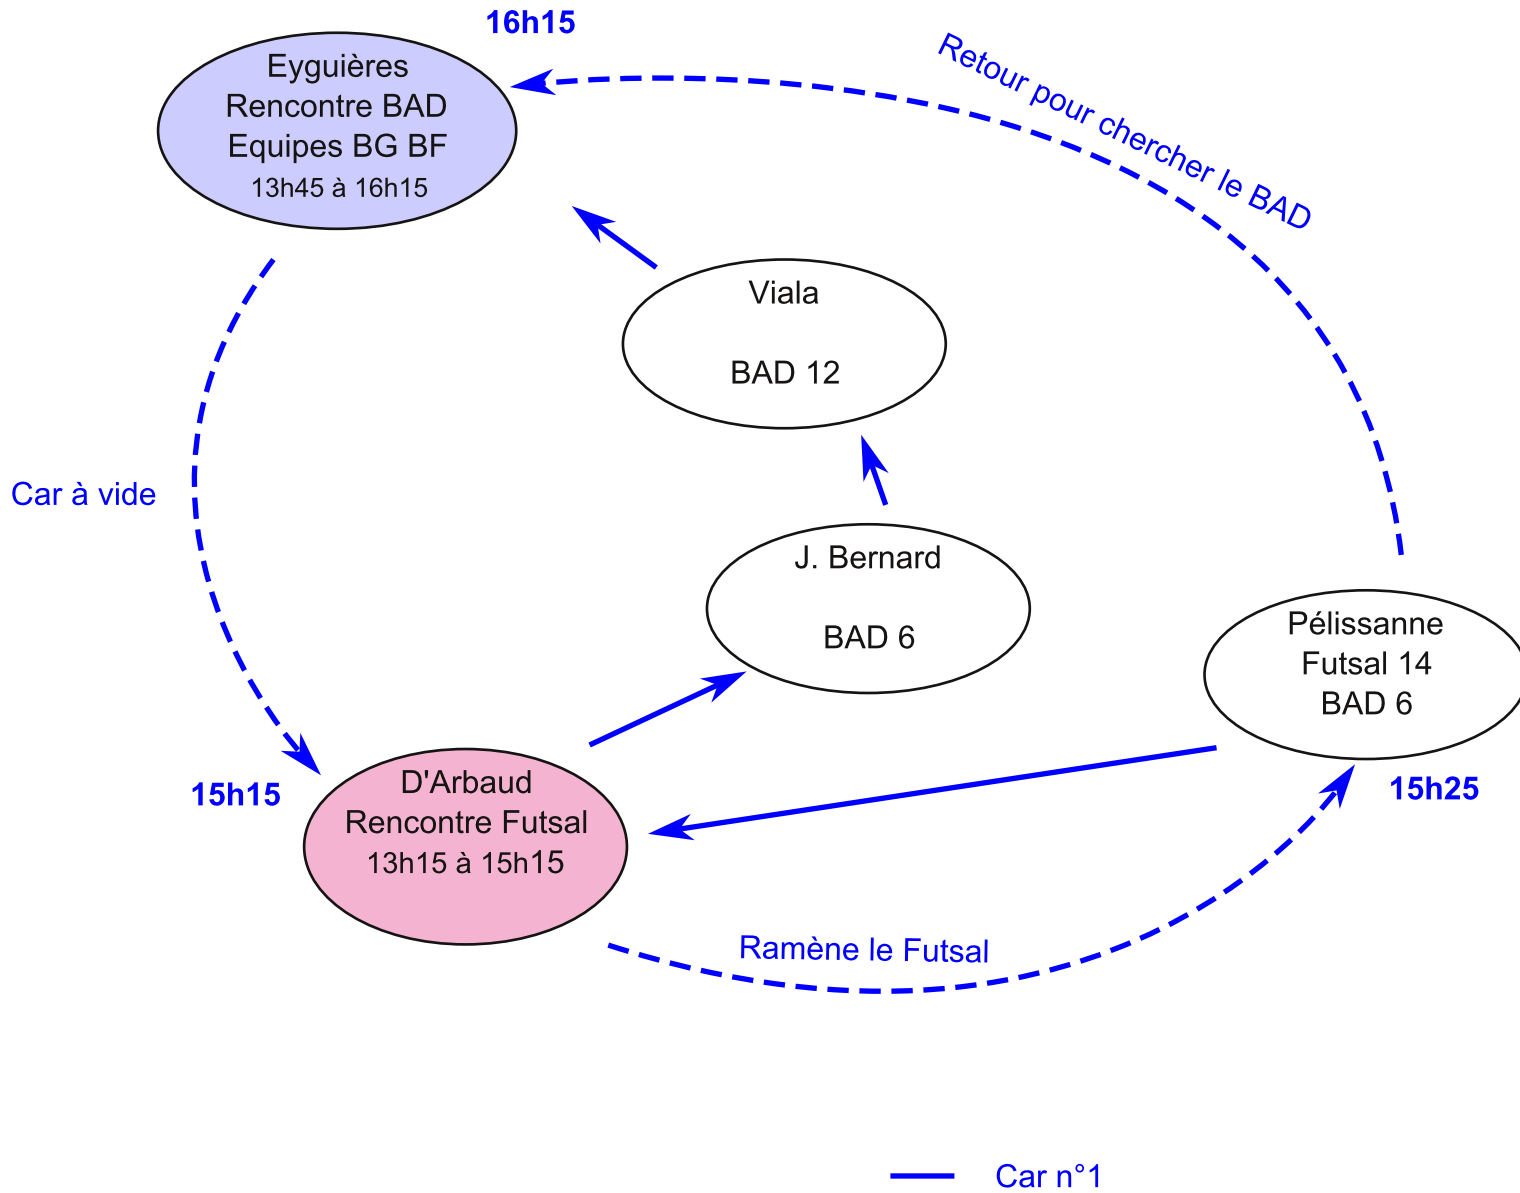 16h15
Eyguières
Rencontre BAD
Equipes BG BF
13h45 à 16h15
Retour pour chercher le BAD
Viala
BAD 12
Car à vide
J. Bernard
BAD 6
Pélissanne
Futsal 14
BAD 6
15h25
15h15
D'Arbaud
Rencontre Futsal
13h15 à 15h15
Ramène le Futsal
Car n°1